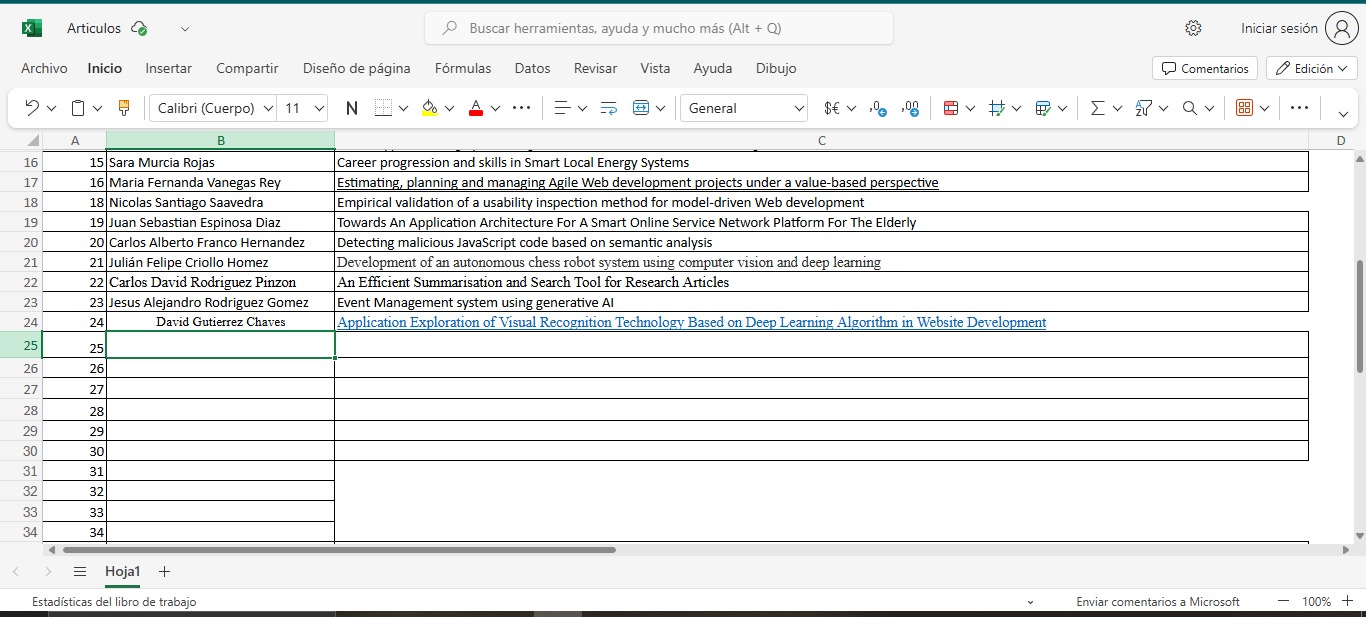 Articulos
Buscar herramientas, ayuda y mucho más (Alt + Q)
Iniciar sesión
Archivo Inicio Insertar Compartir Diseño de página Fórmulas Datos Revisar Vista Ayuda Dibujo
Comentarios Edición
Calibri (Cuerpo) 11 N A General $€
A B C D
16 15 Sara Murcia Rojas Career progression and skills in Smart Local Energy Systems
17 16 Maria Fernanda Vanegas Rey Estimating, planning and managing Agile Web development projects under a value-based perspective
18 18 Nicolas Santiago Saavedra Empirical validation of a usability inspection method for model-driven Web development
19 19 Juan Sebastian Espinosa Diaz Towards An Application Architecture For A Smart Online Service Network Platform For The Elderly
20 20 Carlos Alberto Franco Hernandez Detecting malicious JavaScript code based on semantic analysis
21 21 Julián Felipe Criollo Homez Development of an autonomous chess robot system using computer vision and deep learning
22 22 Carlos David Rodriguez Pinzon An Efficient Summarisation and Search Tool for Research Articles
23 23 Jesus Alejandro Rodriguez Gomez Event Management system using generative AI
24 24 David Gutierrez Chaves Application Exploration of Visual Recognition Technology Based on Deep Learning Algorithm in Website Development
25 25
26 26
27 27
28 28
29 29
30 30
31 31
32 32
33 33
34 34
Hoja1
Estadísticas del libro de trabajo
Enviar comentarios a Microsoft
100%